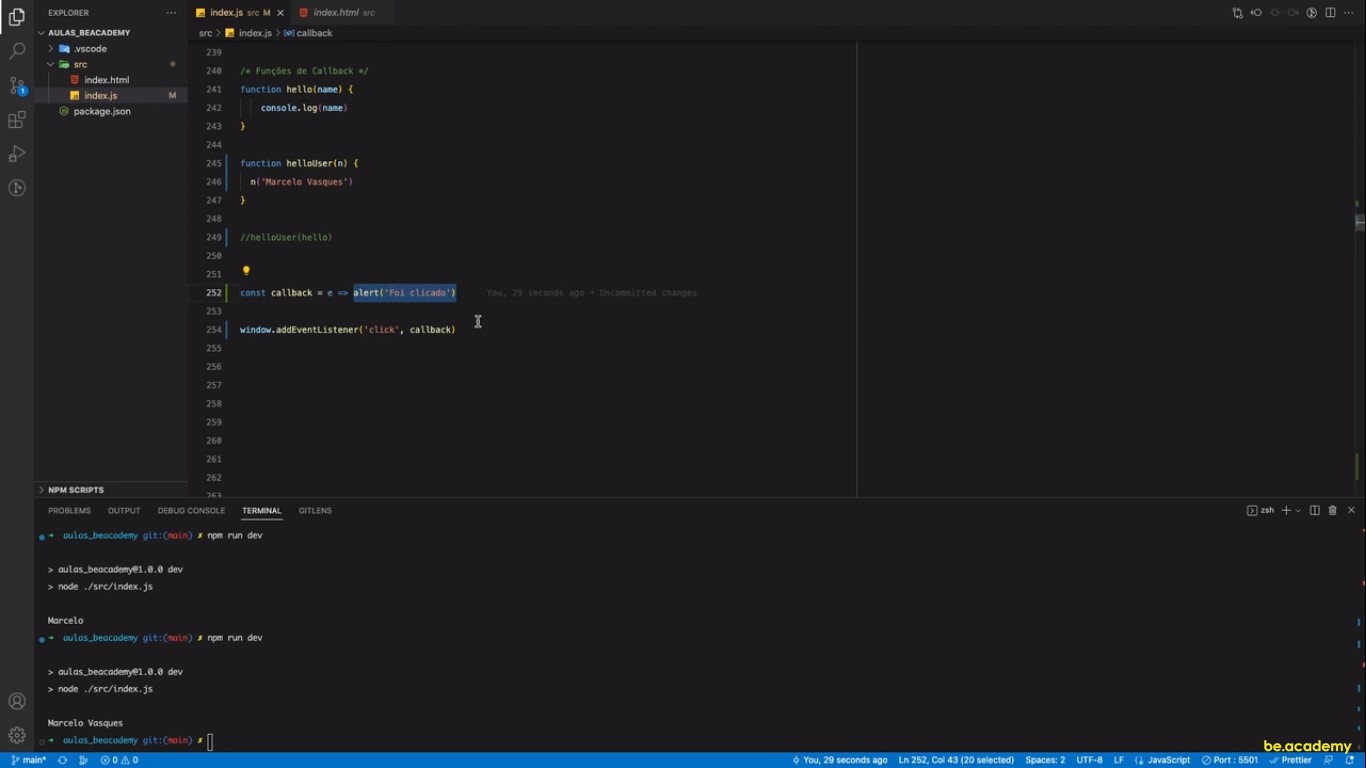 EXPLORER
AULAS_BEACADEMY
.vscode
src
index.html
index.js M
package.json
NPM SCRIPTS
index.js src M
index.html src
src > index.js > callback
239
240 /* Funções de Callback */
241 function hello(name) {
242 console.log(name)
243 }
244
245 function helloUser(n) {
246 n('Marcelo Vasques')
247 }
248
249 //helloUser(hello)
250
251
252 const callback = e => alert('Foi clicado') You, 29 seconds ago • Uncommitted changes
253
254 window.addEventListener('click', callback)
255
256
257
258
259
260
261
262
263
PROBLEMS OUTPUT DEBUG CONSOLE TERMINAL GITLENS
zsh
➜ aulas_beacademy git:(main) ✗ npm run dev
> aulas_beacademy@1.0.0 dev
> node ./src/index.js
Marcelo
➜ aulas_beacademy git:(main) ✗ npm run dev
> aulas_beacademy@1.0.0 dev
> node ./src/index.js
Marcelo Vasques
➜ aulas_beacademy git:(main) ✗
be.academy
1
main* 0 0 You, 29 seconds ago Ln 252, Col 43 (20 selected) Spaces: 2 UTF-8 LF JavaScript Port : 5501 Prettier